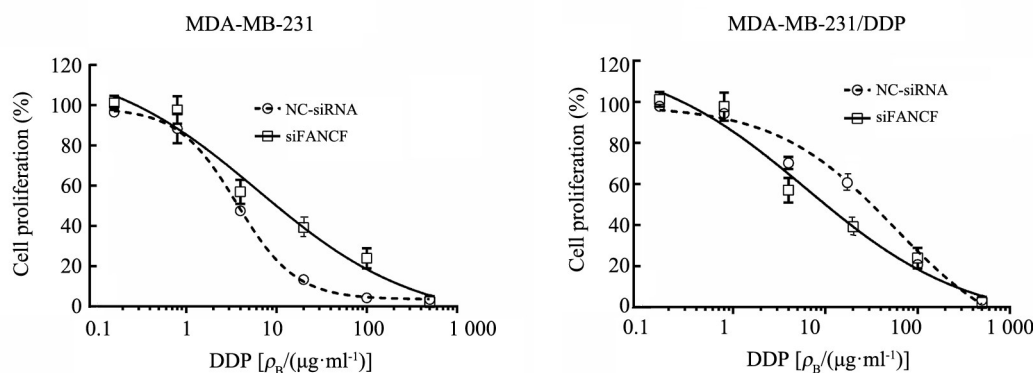 MDA-MB-231
120
100
80
60
40
20
0
Cell proliferation (%)
NC-siRNA
siFANCF
0.1 1 10 100 1 000
DDP [ρB/(μg·ml⁻¹)]
MDA-MB-231/DDP
120
100
80
60
40
20
0
Cell proliferation (%)
NC-siRNA
siFANCF
0.1 1 10 100 1 000
DDP [ρB/(μg·ml⁻¹)]